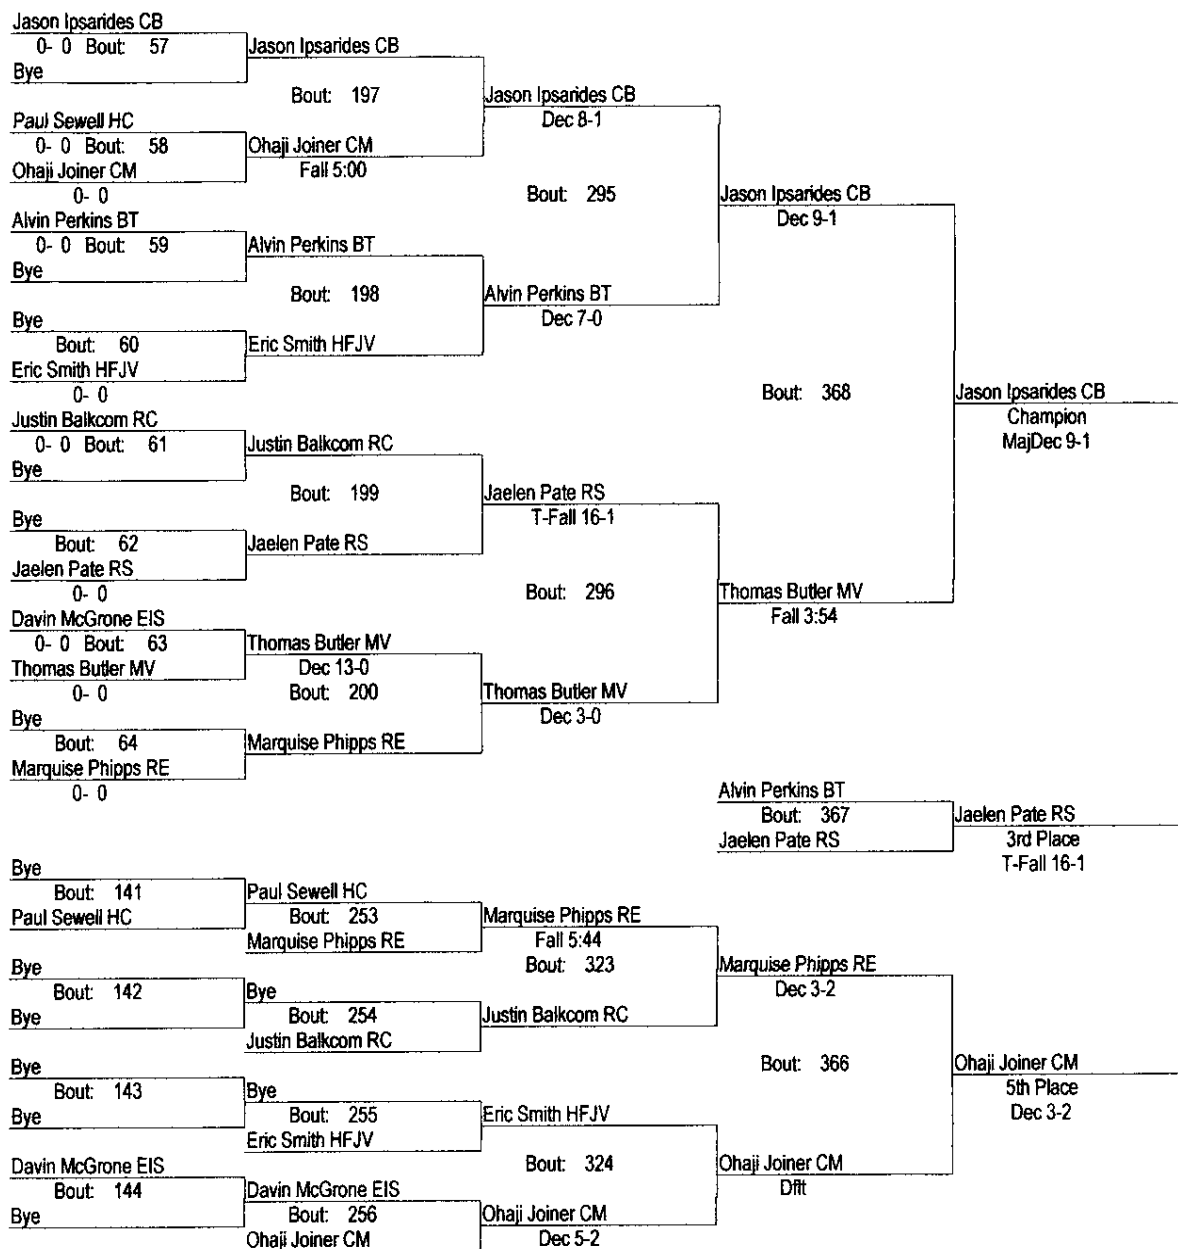 Jason Ipsarides CB
0- 0 Bout: 57
Bye
Jason Ipsarides CB
Bout: 197
Paul Sewell HC
0- 0 Bout: 58
Ohaji Joiner CM
0- 0
Ohaji Joiner CM
Fall 5:00
Jason Ipsarides CB
Dec 8-1
Bout: 295
Alvin Perkins BT
0- 0 Bout: 59
Bye
Alvin Perkins BT
Bout: 198
Bye
Bout: 60
Eric Smith HFJV
0- 0
Eric Smith HFJV
Alvin Perkins BT
Dec 7-0
Jason Ipsarides CB
Dec 9-1
Bout: 368
Jason Ipsarides CB
Champion
MajDec 9-1
Justin Balkcom RC
0- 0 Bout: 61
Bye
Justin Balkcom RC
Bout: 199
Bye
Bout: 62
Jaelen Pate RS
0- 0
Jaelen Pate RS
Jaelen Pate RS
T-Fall 16-1
Bout: 296
Thomas Butler MV
Fall 3:54
Davin McGrone EIS
0- 0 Bout: 63
Thomas Butler MV
0- 0
Thomas Butler MV
Dec 13-0
Bout: 200
Bye
Bout: 64
Marquise Phipps RE
0- 0
Marquise Phipps RE
Thomas Butler MV
Dec 3-0
Alvin Perkins BT
Bout: 367
Jaelen Pate RS
Jaelen Pate RS
3rd Place
T-Fall 16-1
Bye
Bout: 141
Paul Sewell HC
Paul Sewell HC
Bout: 253
Marquise Phipps RE
Marquise Phipps RE
Fall 5:44
Bout: 323
Bye
Bout: 142
Bye
Bye
Bout: 254
Justin Balkcom RC
Justin Balkcom RC
Marquise Phipps RE
Dec 3-2
Bout: 366
Ohaji Joiner CM
5th Place
Dec 3-2
Bye
Bout: 143
Bye
Bye
Bout: 255
Eric Smith HFJV
Eric Smith HFJV
Bout: 324
Ohaji Joiner CM
Dftt
Davin McGrone EIS
Bout: 144
Bye
Davin McGrone EIS
Bout: 256
Ohaji Joiner CM
Ohaji Joiner CM
Dec 5-2